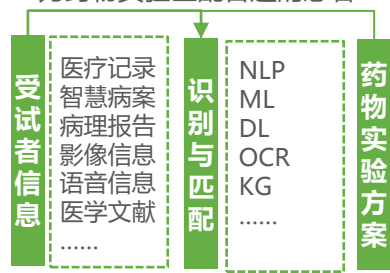 受试者信息
医疗记录
智慧病案
病理报告
影像信息
语音信息
医学文献
......
识别与匹配
NLP
ML
DL
OCR
KG
......
药物实验方案